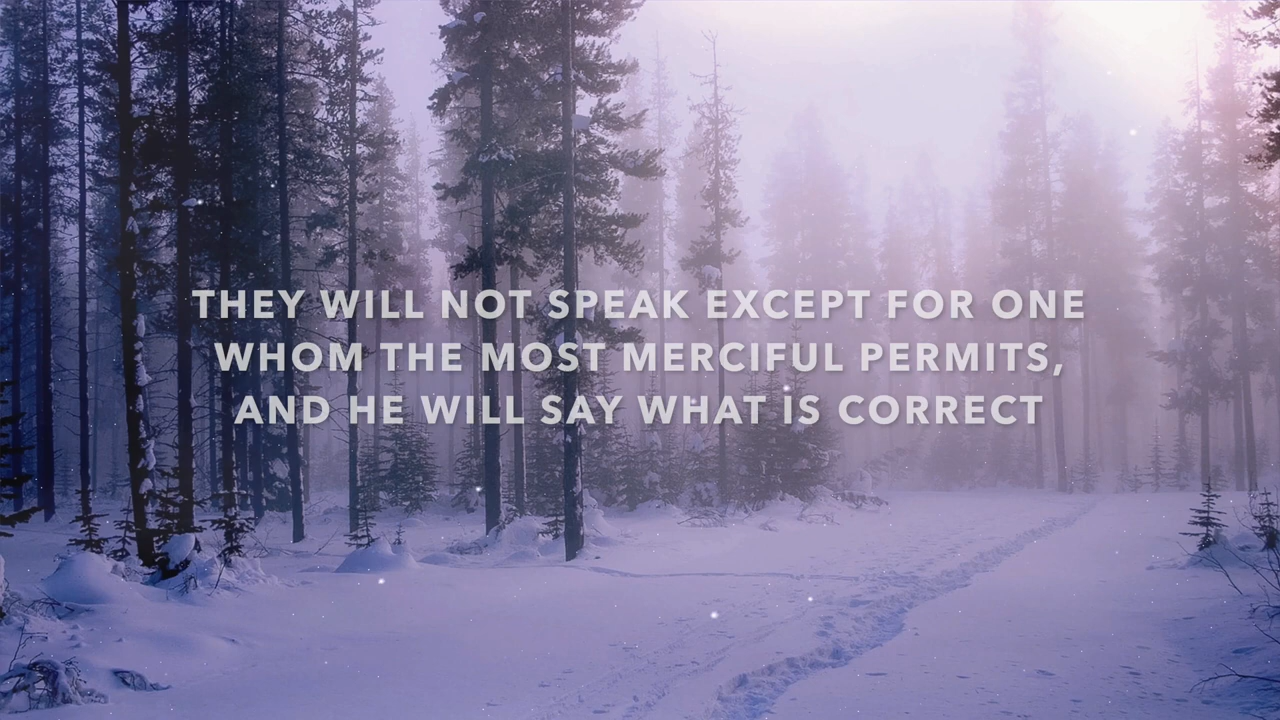 THEY WILL NOT SPEAK EXCEPT FOR ONE
WHOM THE MOST MERCIFUL PERMITS,
AND HE WILL SAY WHAT IS CORRECT